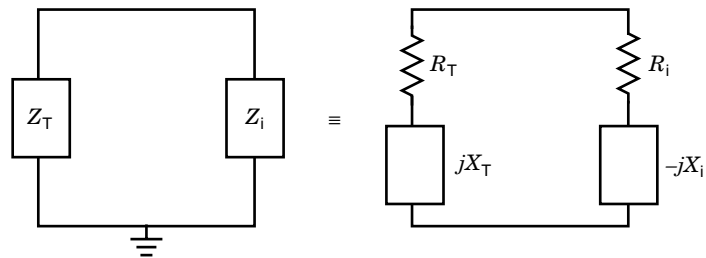 Z_T
Z_i
≡
R_T
jX_T
R_i
–jX_i